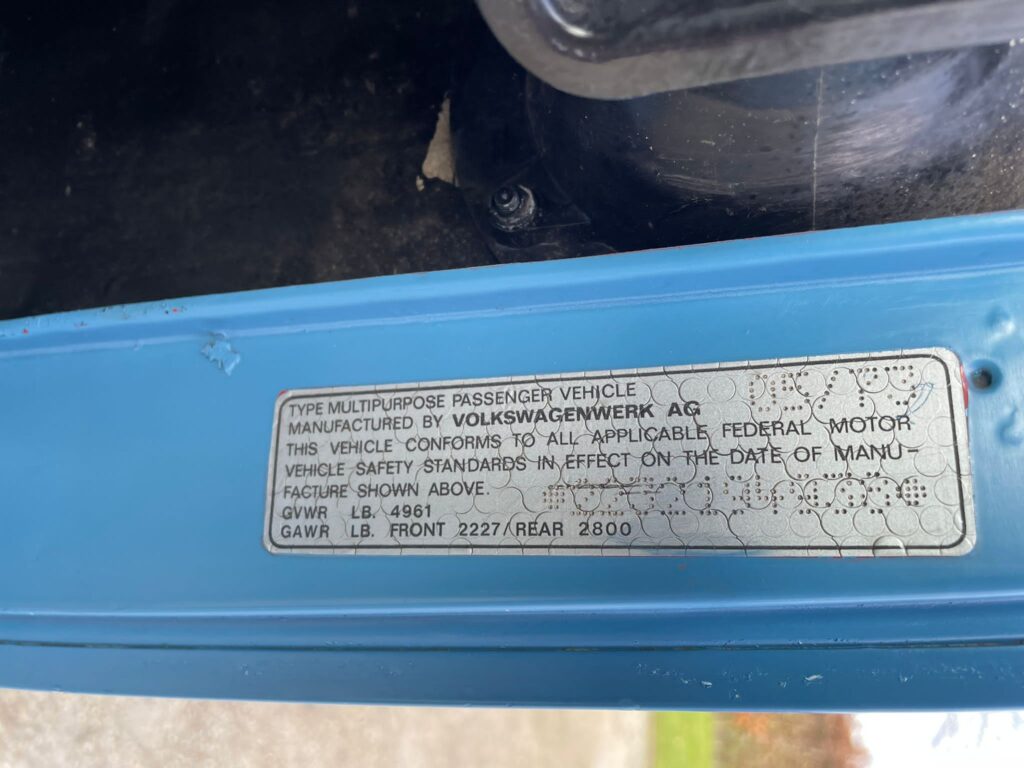 TYPE MULTIPURPOSE PASSENGER VEHICLE
MANUFACTURED BY VOLKSWAGENWERK AG
THIS VEHICLE CONFORMS TO ALL APPLICABLE FEDERAL MOTOR
VEHICLE SAFETY STANDARDS IN EFFECT ON THE DATE OF MANU-
FACTURE SHOWN ABOVE.
GVWR LB. 4961
GAWR LB. FRONT 2227/REAR 2800